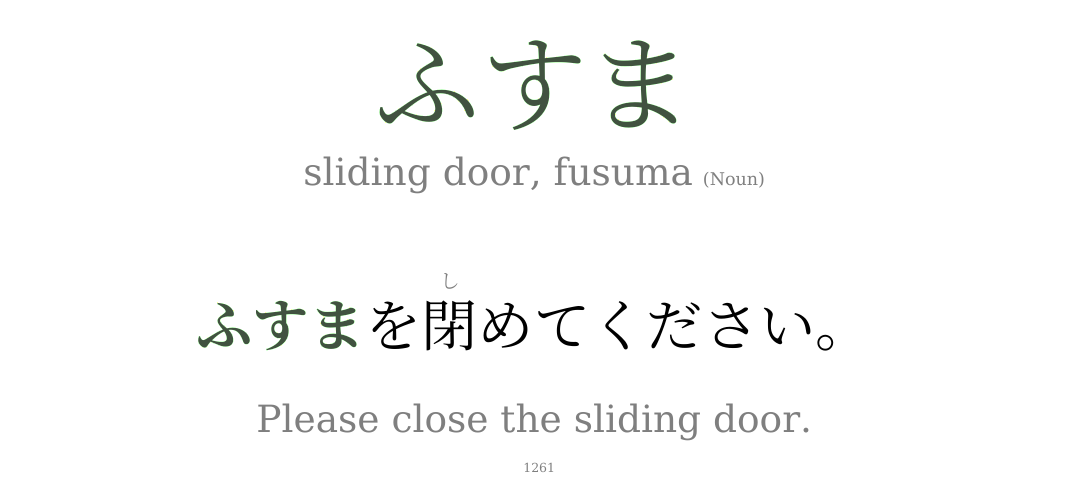 ふすま
sliding door, fusuma (Noun)
し
ふすまを閉めてください。
Please close the sliding door.
1261